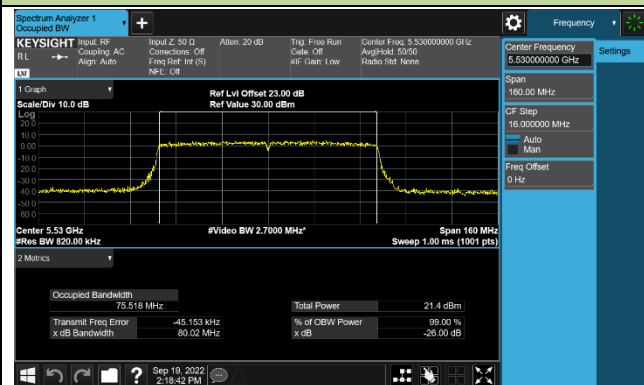 Spectrum Analyzer 1
Occupied BW
Frequency
KEYSIGHT
Input: RF
Coupling: AC
Align: Auto
Input Z: 50 Ω
Corrections: Off
Freq Ref: Int (S)
NFE: Off
Atten: 20 dB
Trig: Free Run
Gate: Off
#IF Gain: Low
Center Freq: 5.530000000 GHz
Avg|Hold: 50/50
Radio Std: None
RL
LXI
Center Frequency
5.530000000 GHz
Settings
Span
160.00 MHz
CF Step
16.000000 MHz
Auto
Man
Freq Offset
0 Hz
1 Graph
Scale/Div 10.0 dB
Ref Lvl Offset 23.00 dB
Ref Value 30.00 dBm
Log
20.0
10.0
0.00
-10.0
-20.0
-30.0
-40.0
-50.0
-60.0
Center 5.53 GHz
#Video BW 2.7000 MHz*
Span 160 MHz
#Res BW 820.00 kHz
Sweep 1.00 ms (1001 pts)
2 Metrics
Occupied Bandwidth
75.518 MHz
Total Power
21.4 dBm
Transmit Freq Error
-45.153 kHz
% of OBW Power
99.00 %
x dB Bandwidth
80.02 MHz
x dB
-26.00 dB
?
Sep 19, 2022
2:18:42 PM